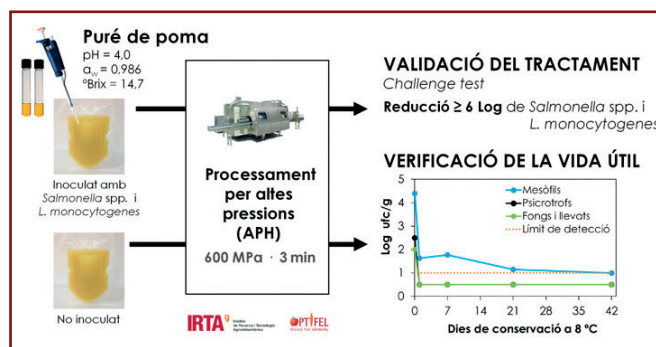 Puré de poma
pH = 4,0
aw = 0,986
ºBrix = 14,7
Inoculat amb
Salmonella spp. i
L. monocytogenes
No inoculat
Processament
per altes
pressions
(APH)
600 MPa · 3 min
VALIDACIÓ DEL TRACTAMENT
Challenge test
Reducció ≥ 6 Log de Salmonella spp. i
L. monocytogenes
VERIFICACIÓ DE LA VIDA ÚTIL
Log ufc/g
5
4
3
2
1
0
Mesòfils
Psicrotrofs
Fongs i llevats
Límit de detecció
0 7 14 21 28 35 42
Dies de conservació a 8 ºC
IRTA
OPTIFEL